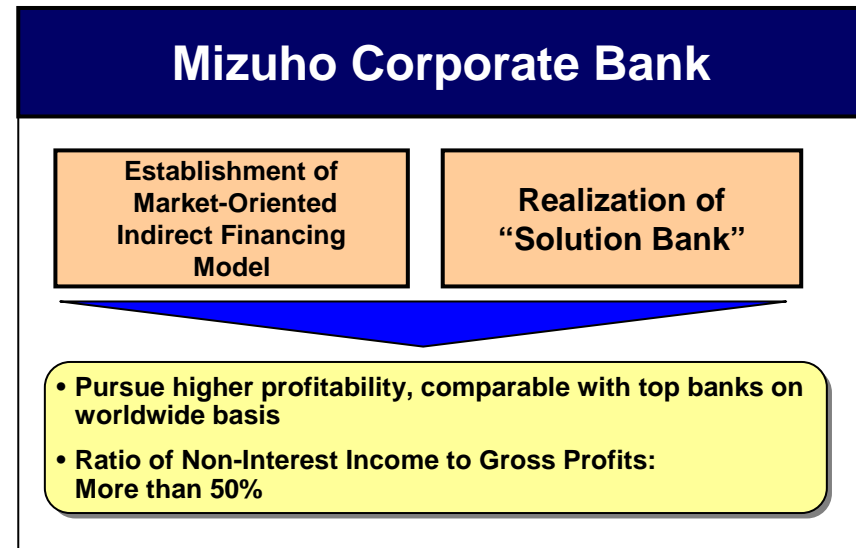 Mizuho Corporate Bank
Establishment of
Market-Oriented
Indirect Financing
Model
Realization of
“Solution Bank”
• Pursue higher profitability, comparable with top banks on
worldwide basis
• Ratio of Non-Interest Income to Gross Profits:
More than 50%